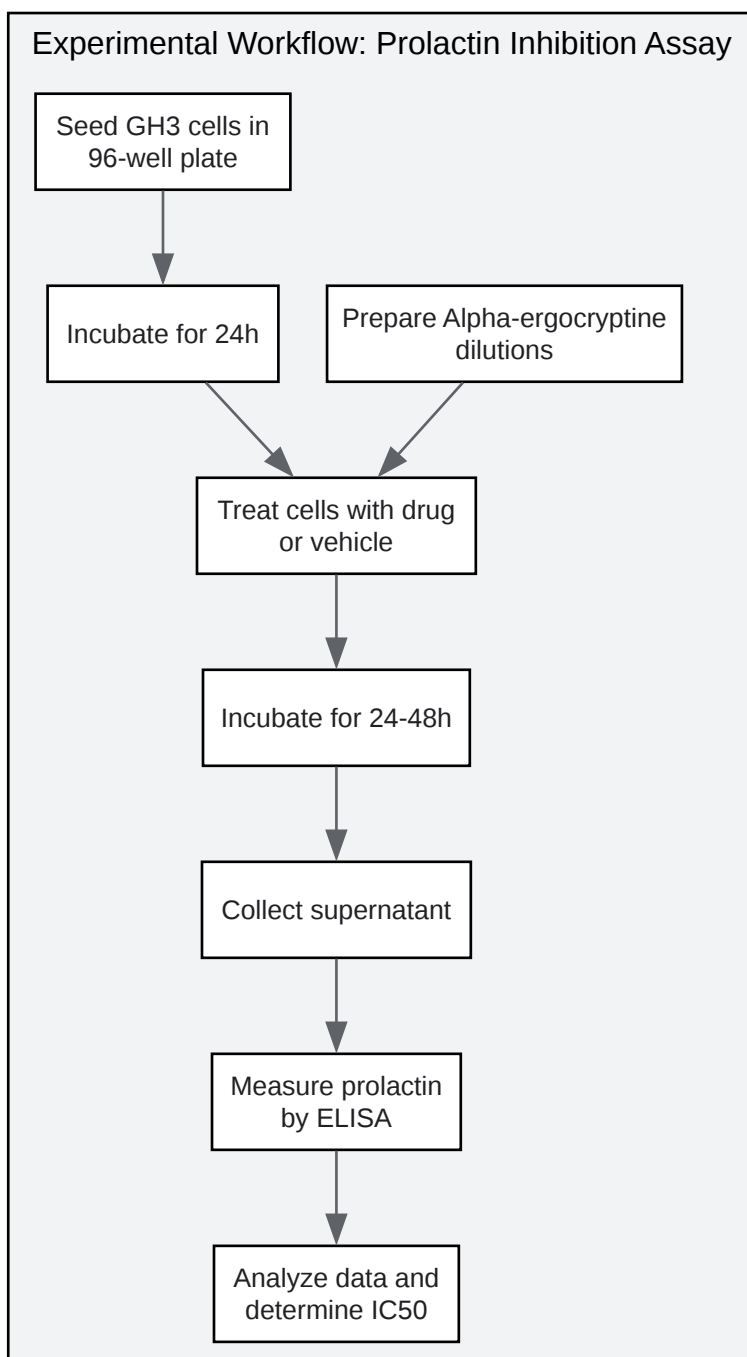 Experimental Workflow: Prolactin Inhibition Assay
Seed GH3 cells in
96-well plate
Incubate for 24h
Prepare Alpha-ergocryptine
dilutions
Treat cells with drug
or vehicle
Incubate for 24-48h
Collect supernatant
Measure prolactin
by ELISA
Analyze data and
determine IC50